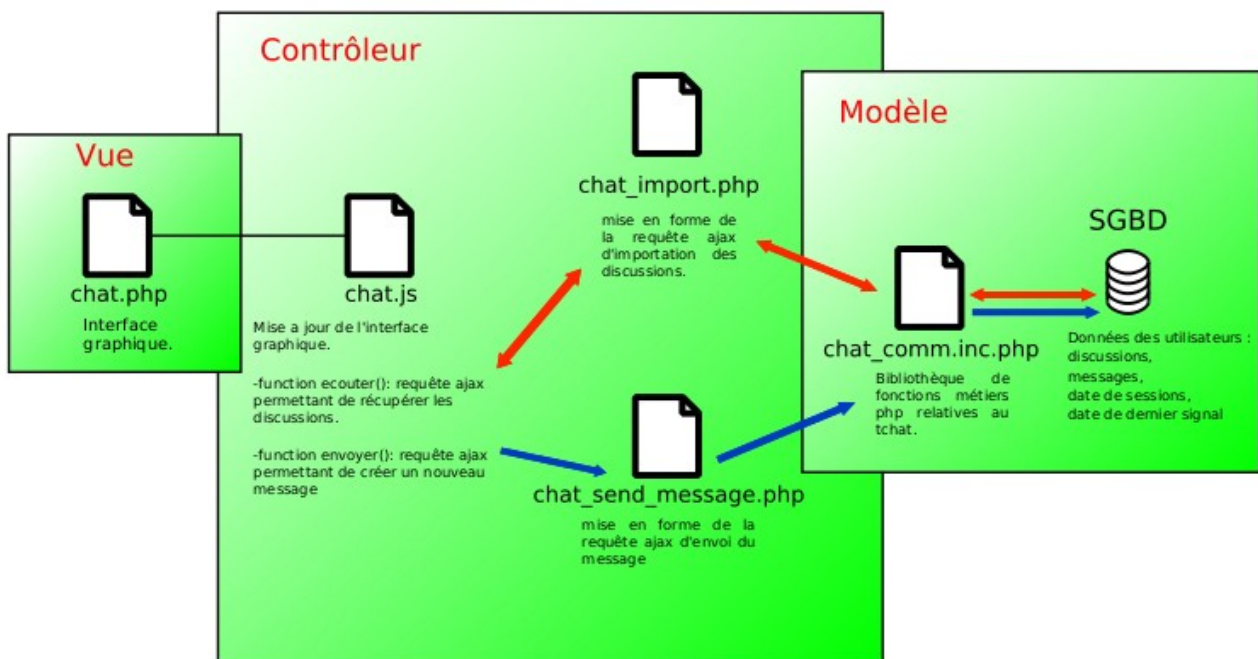 Contrôleur
Modèle
Vue
chat.php
Interface
graphique.
chat.js
Mise a jour de l'interface
graphique.
-function ecouter(): requête ajax
permettant de récupérer les
discussions.
-function envoyer(): requête ajax
permettant de créer un nouveau
message
chat_import.php
mise en forme de
la requête ajax
d'importation des
discussions.
chat_send_message.php
mise en forme de la
requête ajax d'envoi du
message
chat_comm.inc.php
Bibliothèque de
fonctions métiers
php relatives au
tchat.
SGBD
Données des utilisateurs :
discussions,
messages,
date de sessions,
date de dernier signal